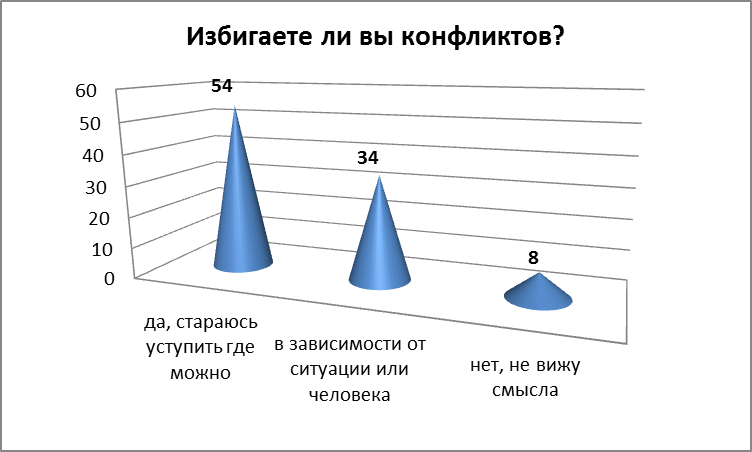 Избигаете ли вы конфликтов?
54
34
8
60
50
40
30
20
10
0
да, стараюсь
уступить где
можно
в зависимости от
ситуации или
человека
нет, не вижу
смысла